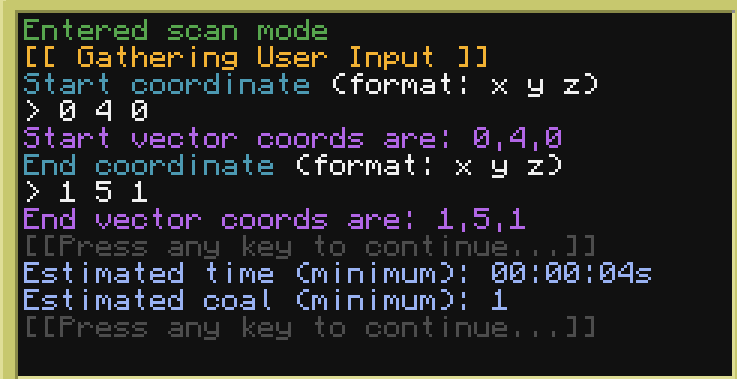 Entered scan mode
[[ Gathering User Input ]]
Start coordinate (format: x y z)
> 0 4 0
Start vector coords are: 0,4,0
End coordinate (format: x y z)
> 1 5 1
End vector coords are: 1,5,1
[[Press any key to continue...]]
Estimated time (minimum): 00:00:04s
Estimated coal (minimum): 1
[[Press any key to continue...]]